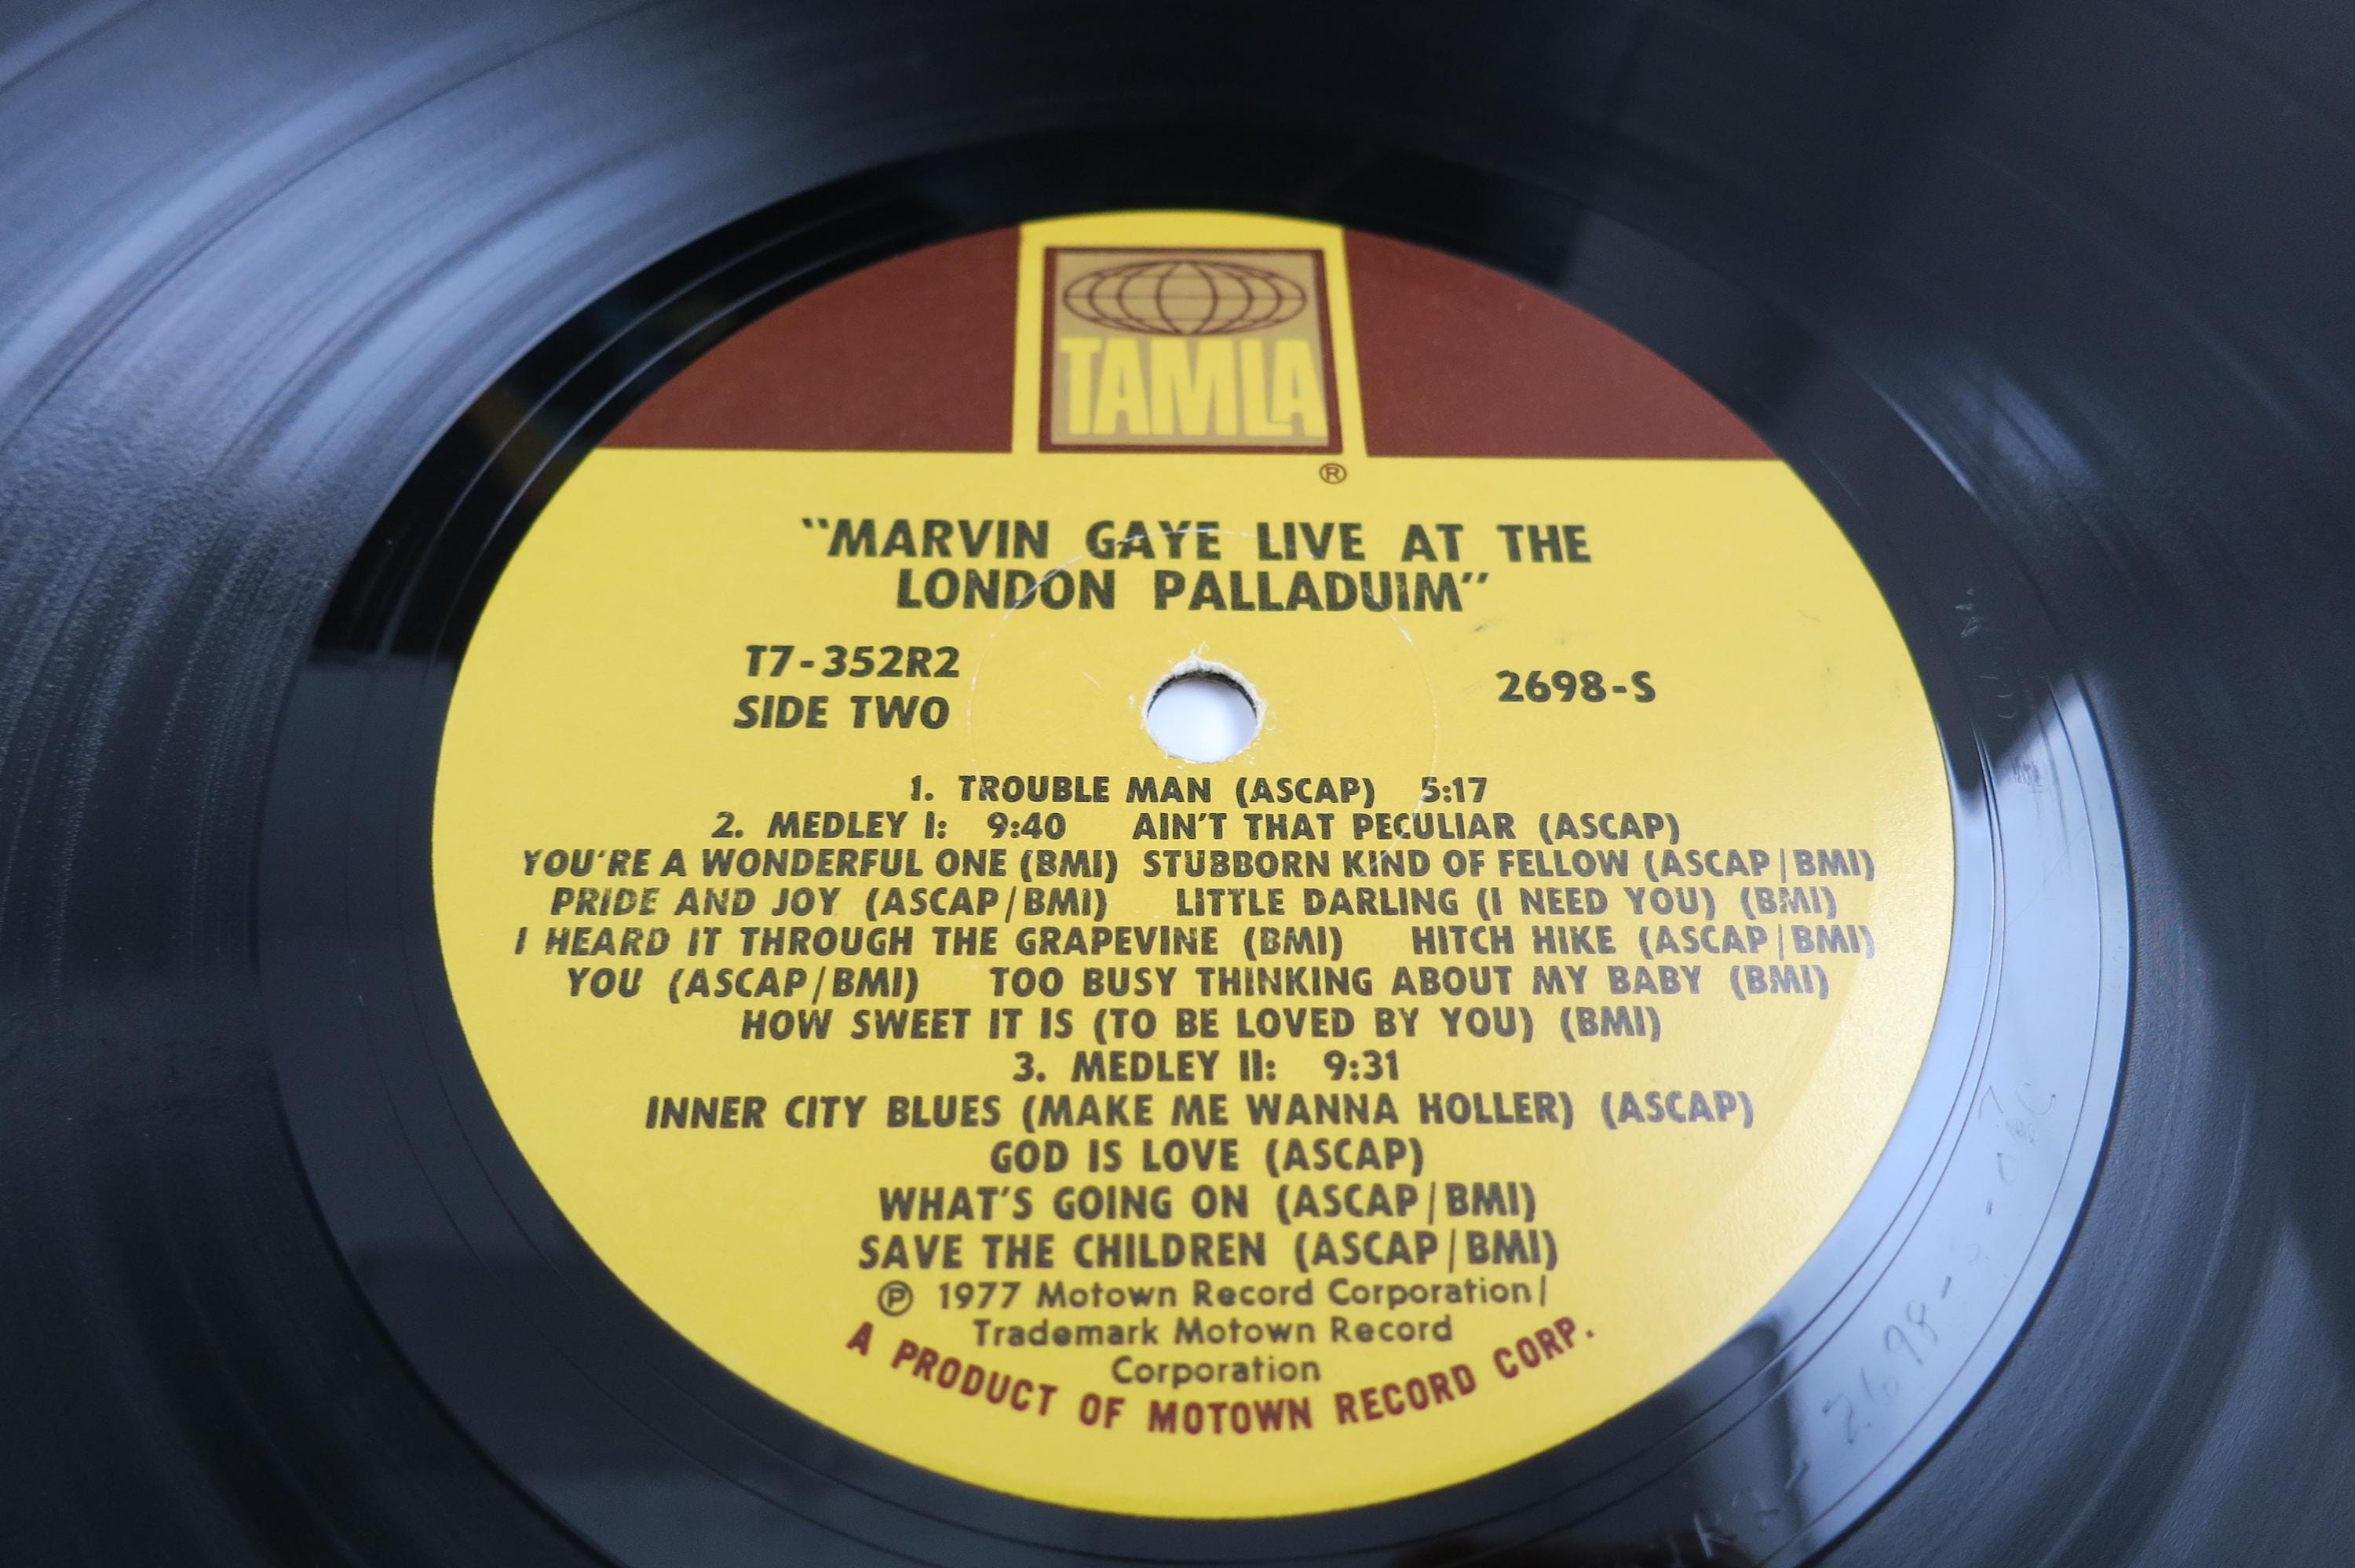 TAMLA
®
"MARVIN GAYE LIVE AT THE
LONDON PALLADUIM"
T7-352R2
SIDE TWO
2698-S
1. TROUBLE MAN (ASCAP) 5:17
2. MEDLEY I: 9:40 AIN'T THAT PECULIAR (ASCAP)
YOU'RE A WONDERFUL ONE (BMI) STUBBORN KIND OF FELLOW (ASCAP/BMI)
PRIDE AND JOY (ASCAP/BMI) LITTLE DARLING (I NEED YOU) (BMI)
I HEARD IT THROUGH THE GRAPEVINE (BMI) HITCH HIKE (ASCAP/BMI)
YOU (ASCAP/BMI) TOO BUSY THINKING ABOUT MY BABY (BMI)
HOW SWEET IT IS (TO BE LOVED BY YOU) (BMI)
3. MEDLEY II: 9:31
INNER CITY BLUES (MAKE ME WANNA HOLLER) (ASCAP)
GOD IS LOVE (ASCAP)
WHAT'S GOING ON (ASCAP/BMI)
SAVE THE CHILDREN (ASCAP/BMI)
℗ 1977 Motown Record Corporation/
Trademark Motown Record
Corporation
A PRODUCT OF MOTOWN RECORD CORP.